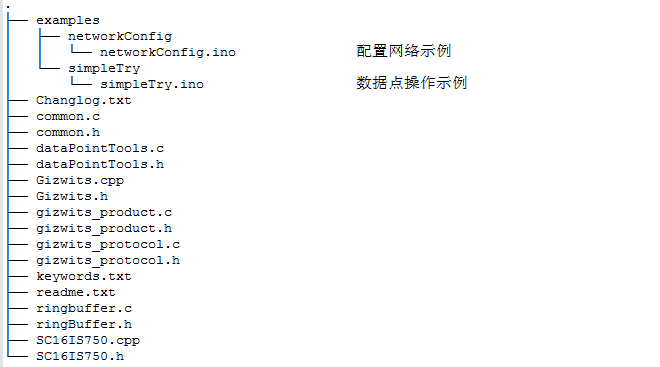 .
├── examples
│   ├── networkConfig
│   │   └── networkConfig.ino 配置网络示例
│   └── simpleTry
│       └── simpleTry.ino 数据点操作示例
├── Changlog.txt
├── common.c
├── common.h
├── dataPointTools.c
├── dataPointTools.h
├── Gizwits.cpp
├── Gizwits.h
├── gizwits_product.c
├── gizwits_product.h
├── gizwits_protocol.c
├── gizwits_protocol.h
├── keywords.txt
├── readme.txt
├── ringbuffer.c
├── ringBuffer.h
├── SC16IS750.cpp
└── SC16IS750.h